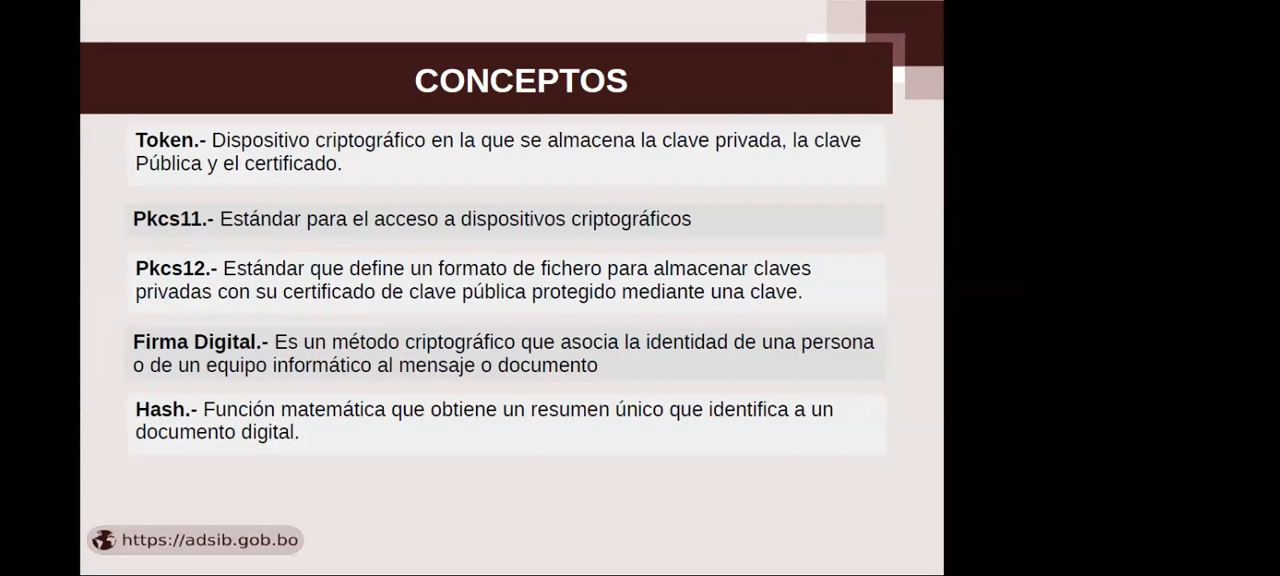 CONCEPTOS
Token.- Dispositivo criptográfico en la que se almacena la clave privada, la clave
Pública y el certificado.
Pkcs11.- Estándar para el acceso a dispositivos criptográficos
Pkcs12.- Estándar que define un formato de fichero para almacenar claves
privadas con su certificado de clave pública protegido mediante una clave.
Firma Digital.- Es un método criptográfico que asocia la identidad de una persona
o de un equipo informático al mensaje o documento
Hash.- Función matemática que obtiene un resumen único que identifica a un
documento digital.
https://adsib.gob.bo